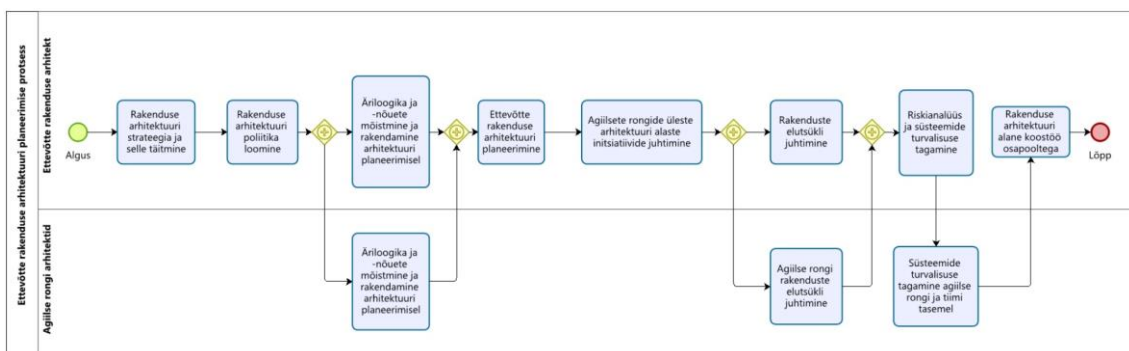 Ettevõtte rakenduse arhitektuuri planeerimise protsess
Ettevõtte rakenduse arhitekt
Algus
Rakenduse
arhitektuuri
strateegia ja
selle täitmine
Rakenduse
arhitektuuri
poliitika
loomine
Äriloogika ja
-nõuete
mõistmine ja
rakendamine
arhitektuuri
planeerimisel
Ettevõtte
rakenduse
arhitektuuri
planeerimine
Agiilsete rongide üleste
arhitektuuri alaste
initsiatiivide juhtimine
Rakenduste
elutsükli
juhtimine
Riskianalüüs
ja süsteemide
turvalisuse
tagamine
Rakenduse
arhitektuuri
alane koostöö
osapooltega
Lõpp
Agiilse rongi arhitektid
Äriloogika ja
-nõuete
mõistmine ja
rakendamine
arhitektuuri
planeerimisel
Agiilse rongi
rakenduste
elutsükli
juhtimine
Süsteemide
turvalisuse
tagamine agiilse
rongi ja tiimi
tasemel